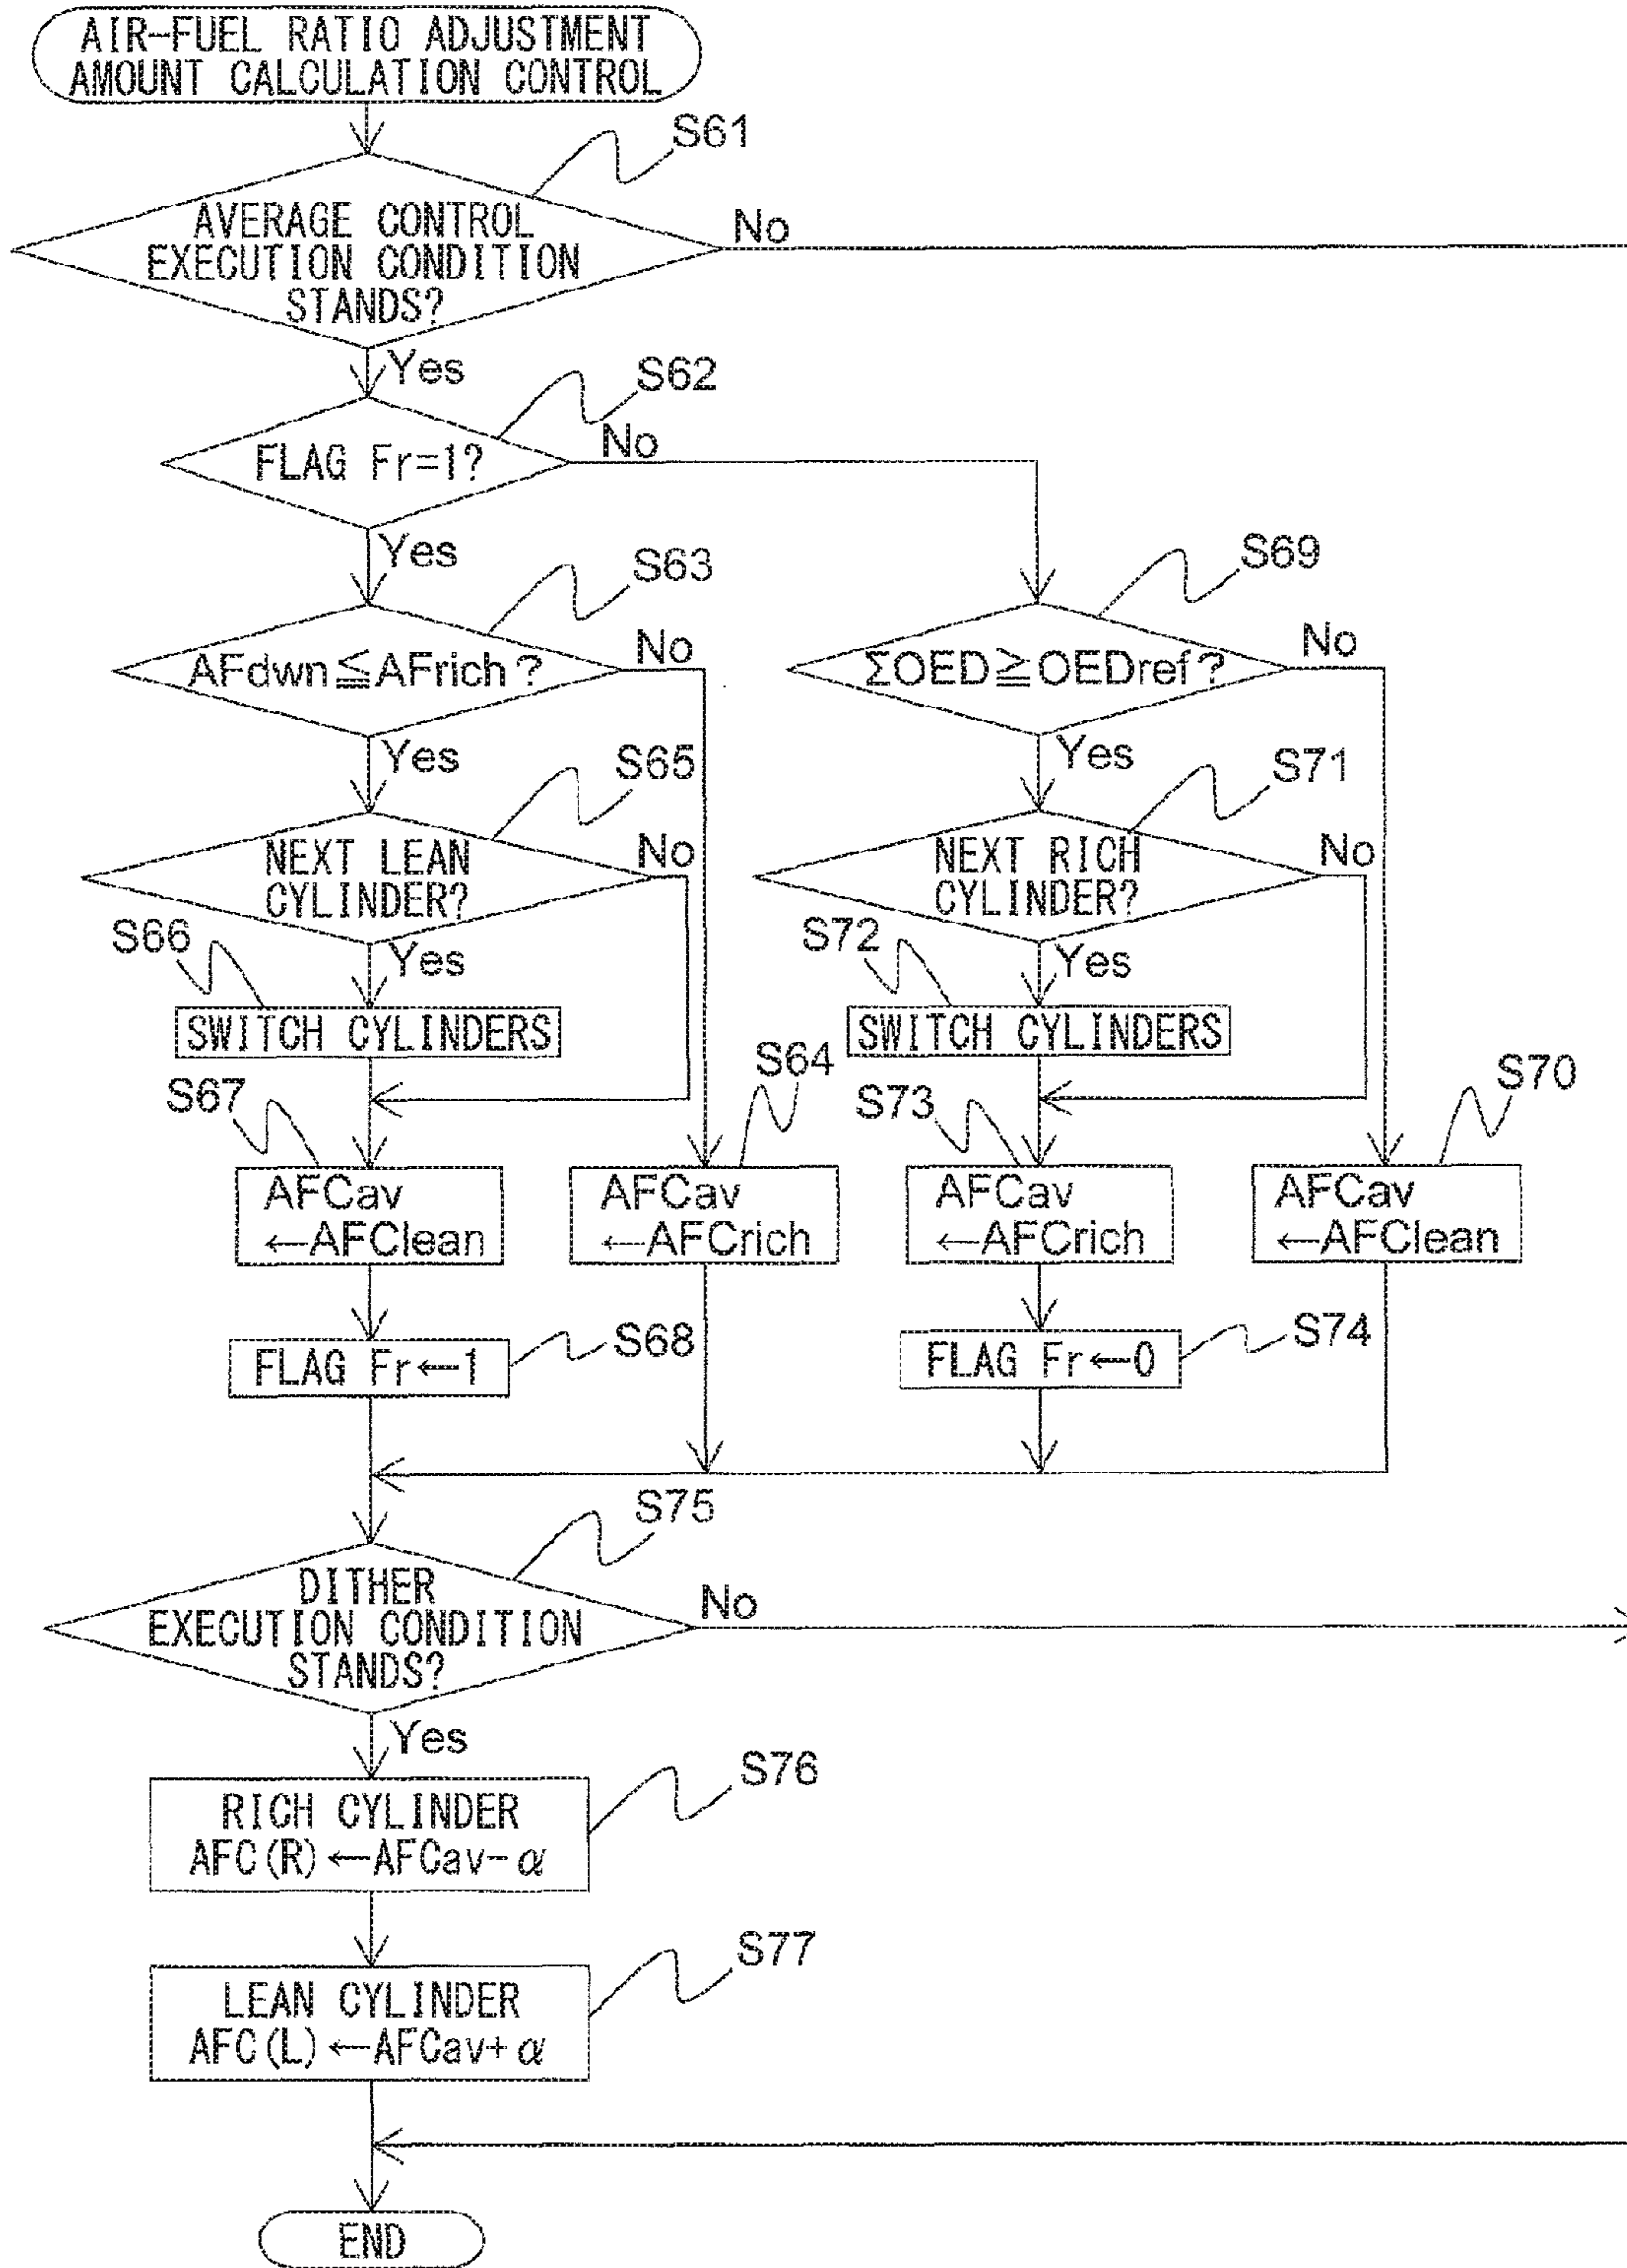 AIR-FUEL RATIO ADJUSTMENT
AMOUNT CALCULATION CONTROL
S61
AVERAGE CONTROL
EXECUTION CONDITION
STANDS?
No
Yes
S62
FLAG Fr=1?
No
Yes
S63
AFdwn≦AFrich?
No
S69
ΣOED≧OEDref?
No
Yes
S65
NEXT LEAN
CYLINDER?
No
Yes
S71
NEXT RICH
CYLINDER?
No
S66
Yes
SWITCH CYLINDERS
S72
Yes
SWITCH CYLINDERS
S67
AFCav
←AFClean
S64
AFCav
←AFCrich
S73
AFCav
←AFCrich
S70
AFCav
←AFClean
FLAG Fr←1
S68
FLAG Fr←0
S74
S75
DITHER
EXECUTION CONDITION
STANDS?
No
Yes
S76
RICH CYLINDER
AFC(R)←AFCav-α
S77
LEAN CYLINDER
AFC(L)←AFCav+α
END